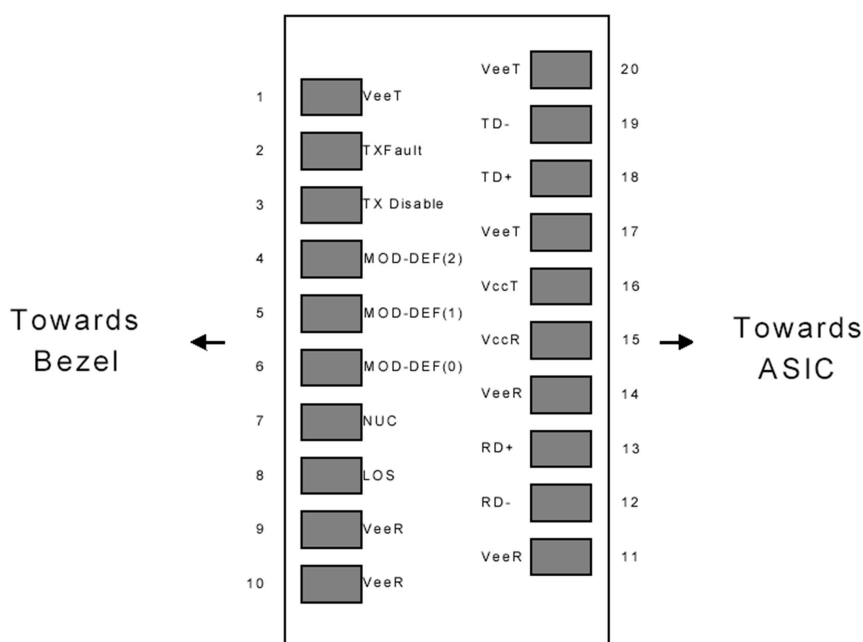 VeeT 20
1 VeeT
TD- 19
2 TXFault
TD+ 18
3 TX Disable
VeeT 17
4 MOD-DEF(2)
VccT 16
5 MOD-DEF(1)
Towards
Bezel
VccR 15
Towards
ASIC
6 MOD-DEF(0)
VeeR 14
7 NUC
RD+ 13
8 LOS
RD- 12
9 VeeR
VeeR 11
10 VeeR